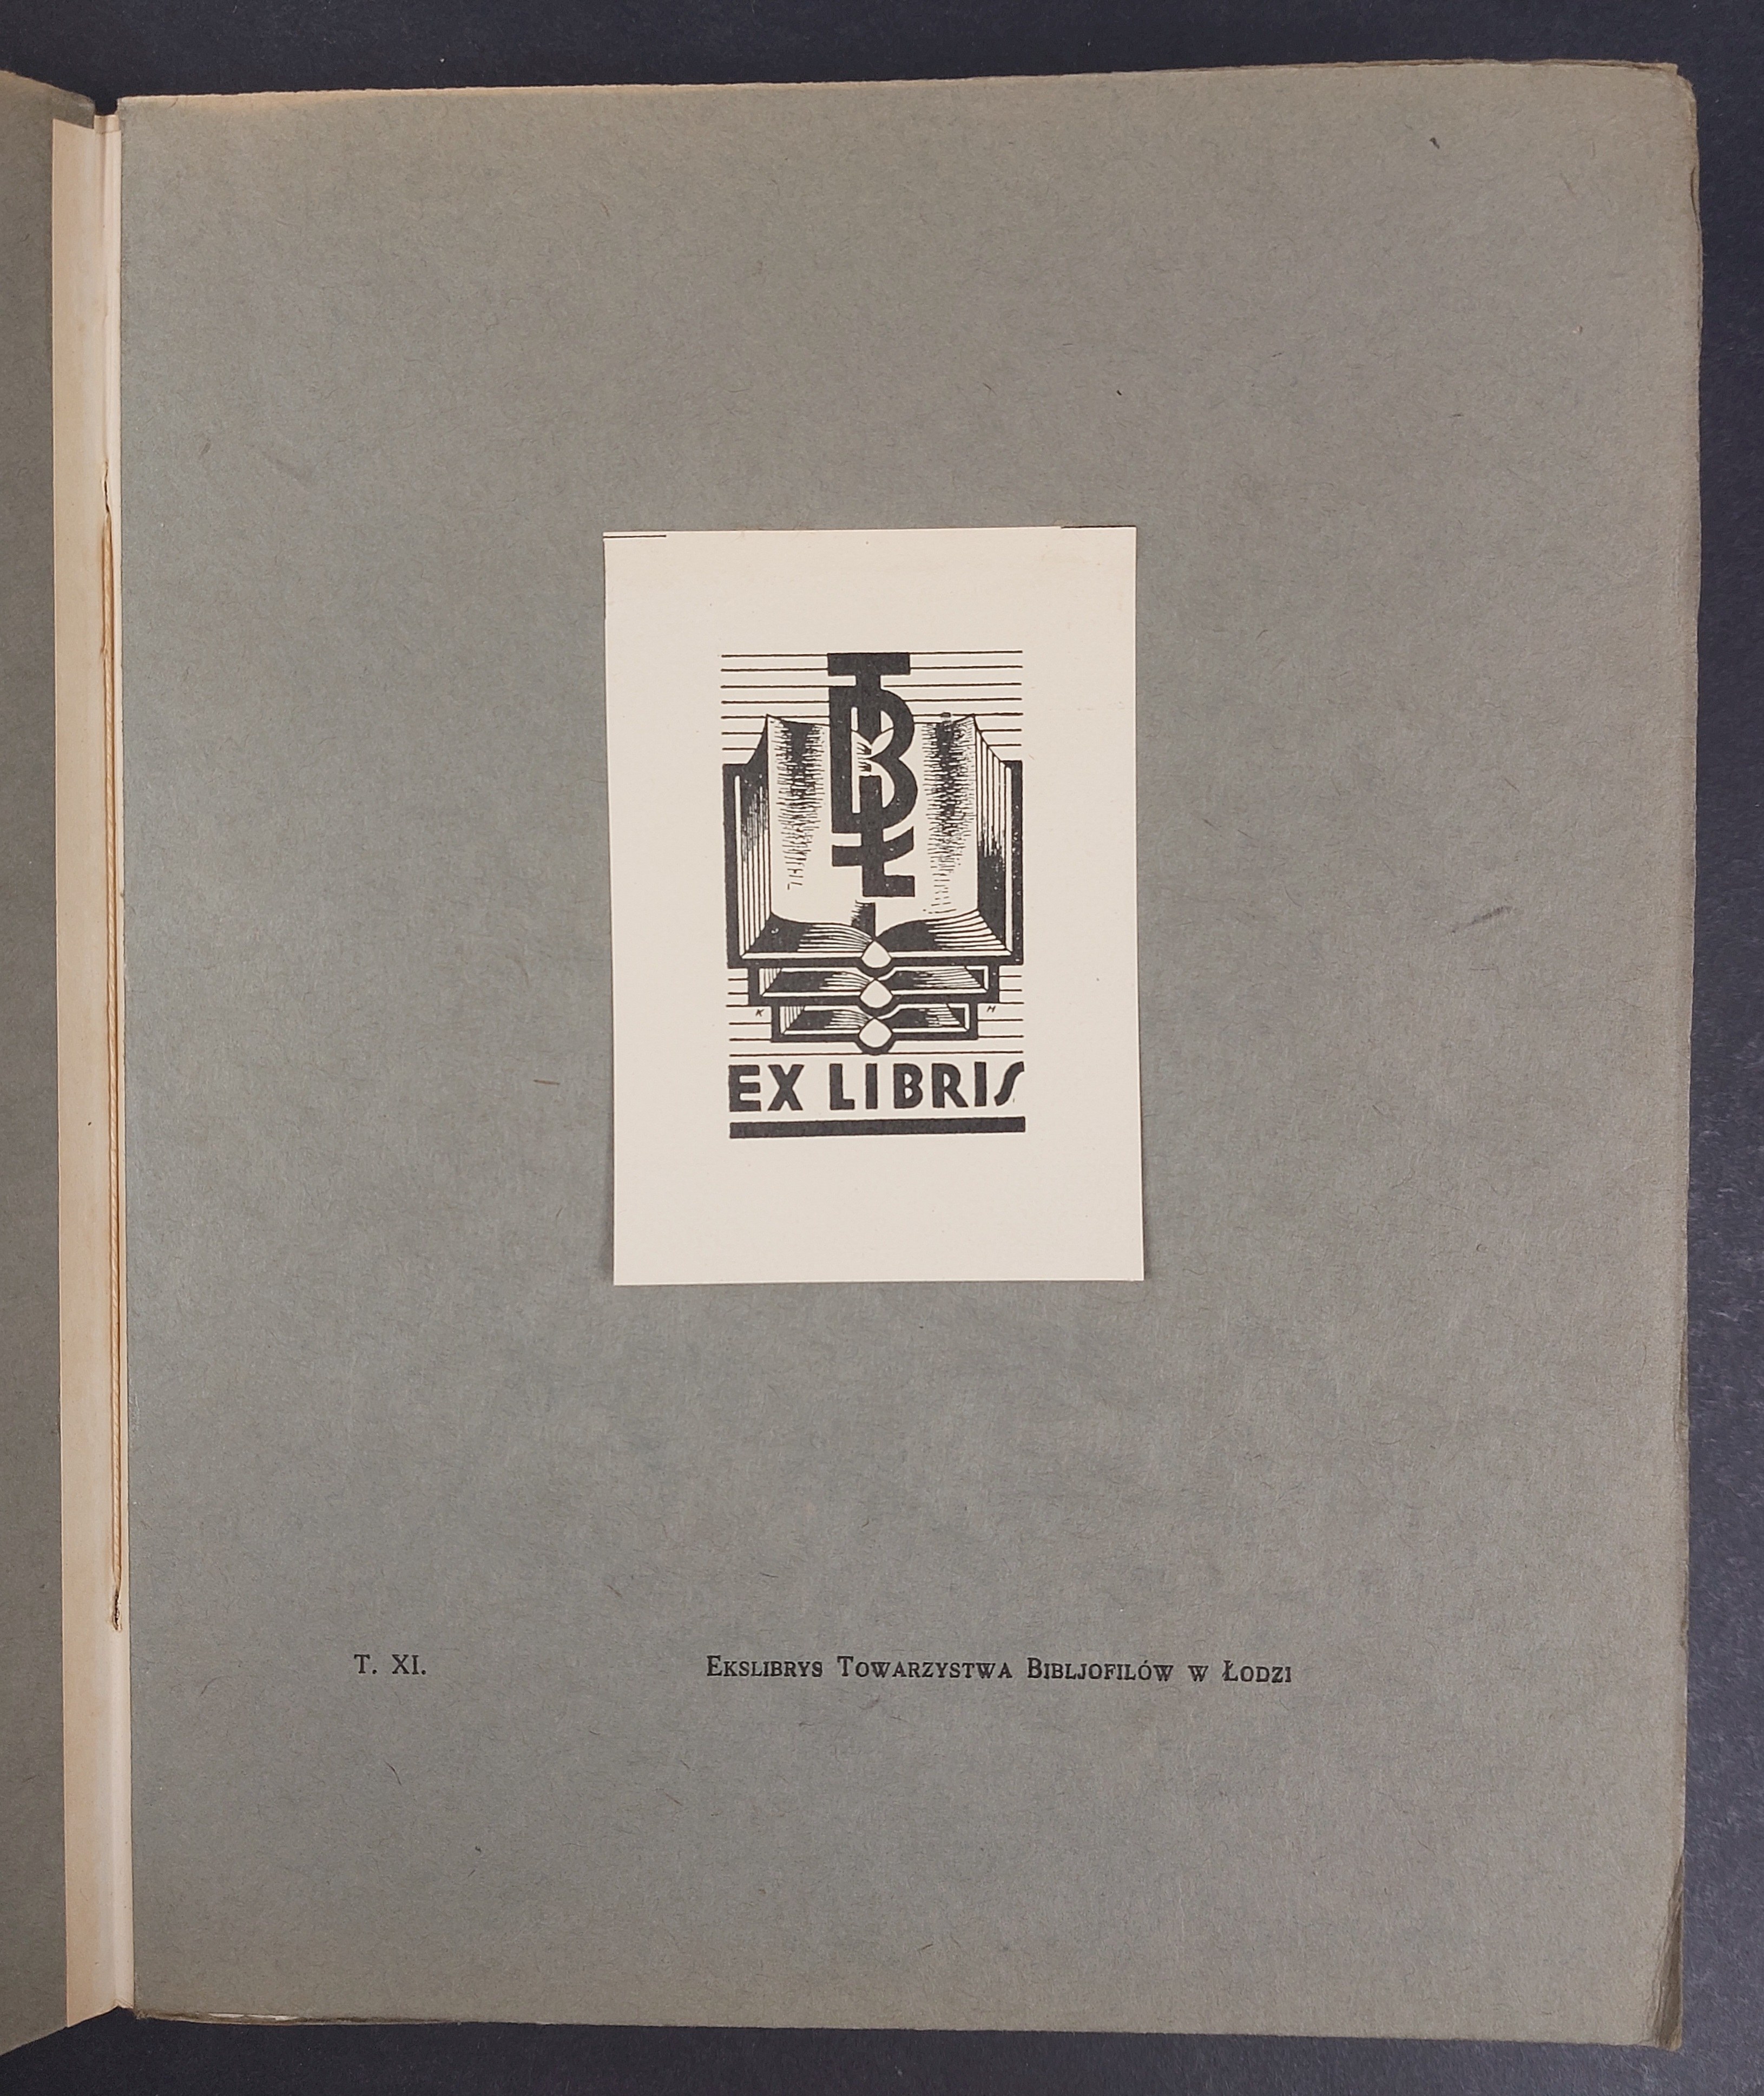 TBŁ
K H
EX LIBRIS
T. XI. EKSLIBRYS TOWARZYSTWA BIBLJOFILÓW W ŁODZI